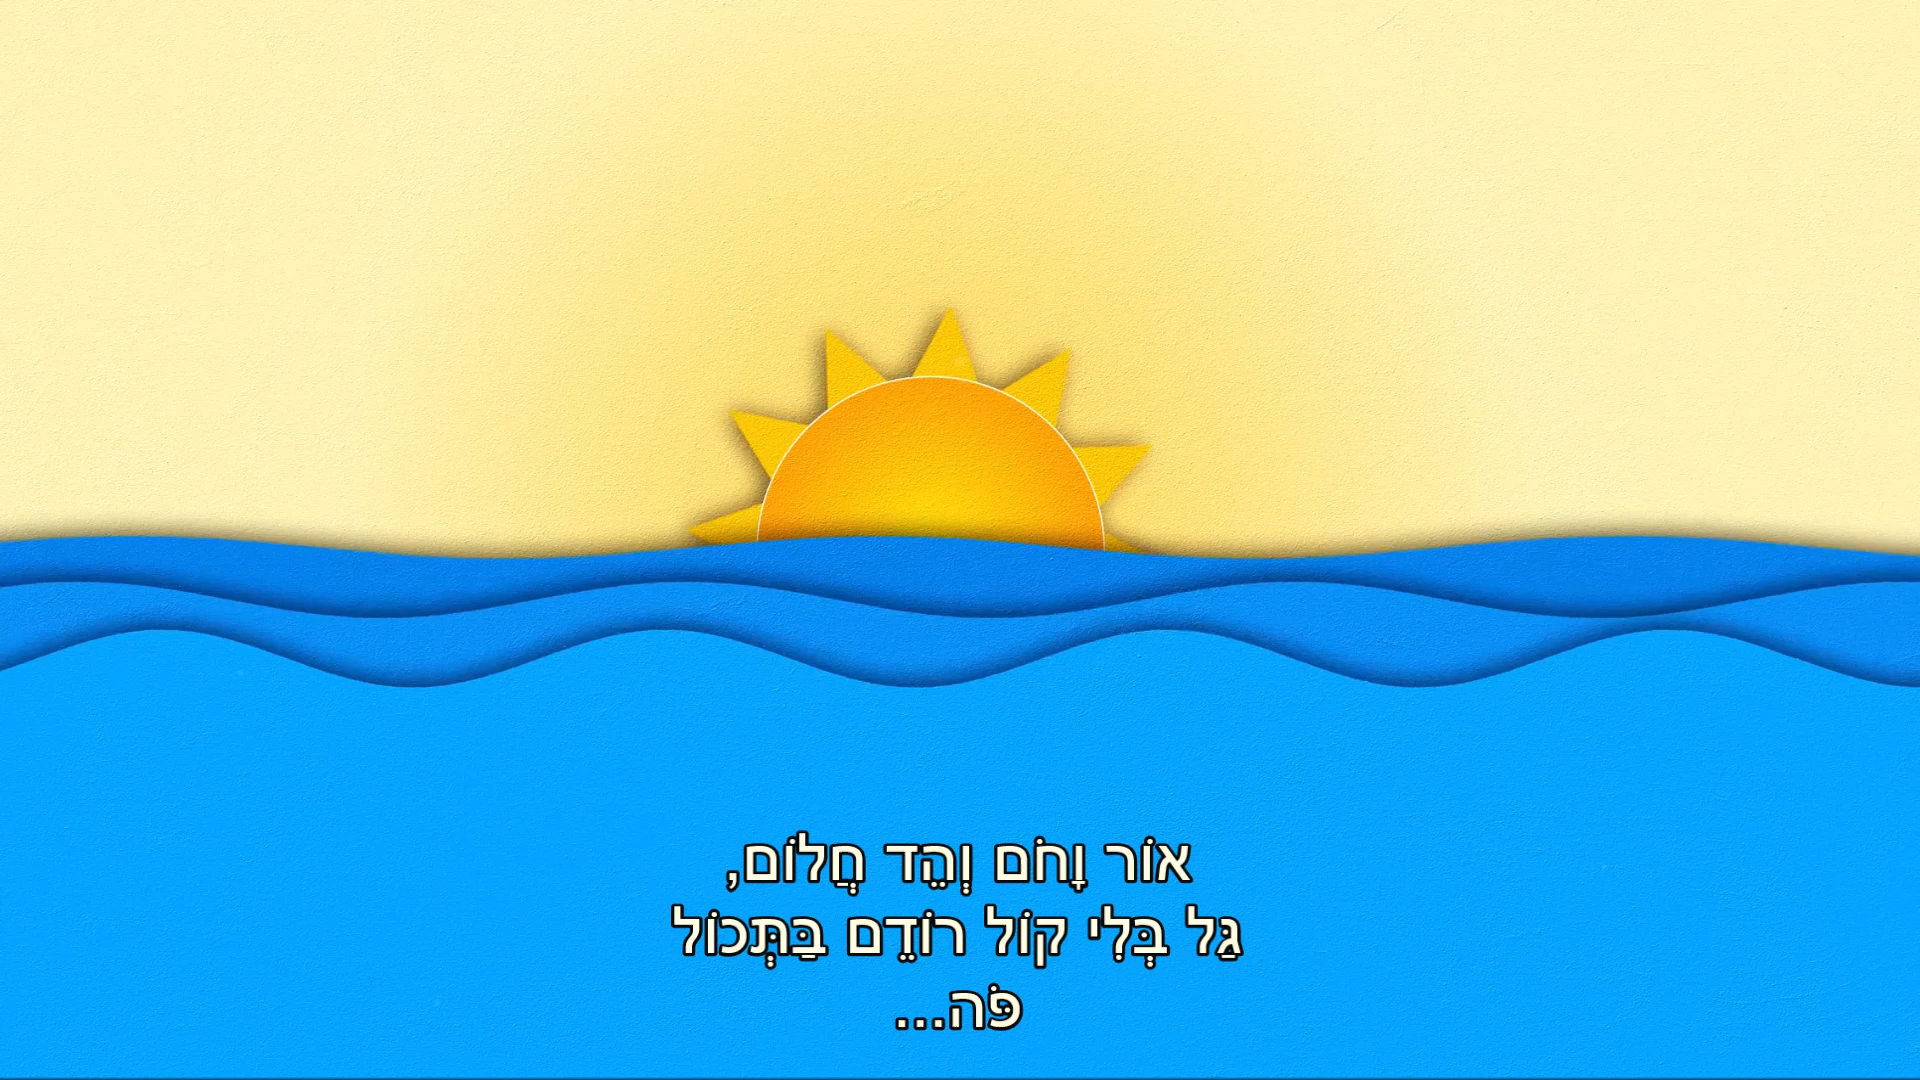 אוֹר וָחֹם וְהֵד חֲלוֹם,
גַּל בְּלִי קוֹל רוֹדֵם בַּתְּכוֹל
פֹּה...